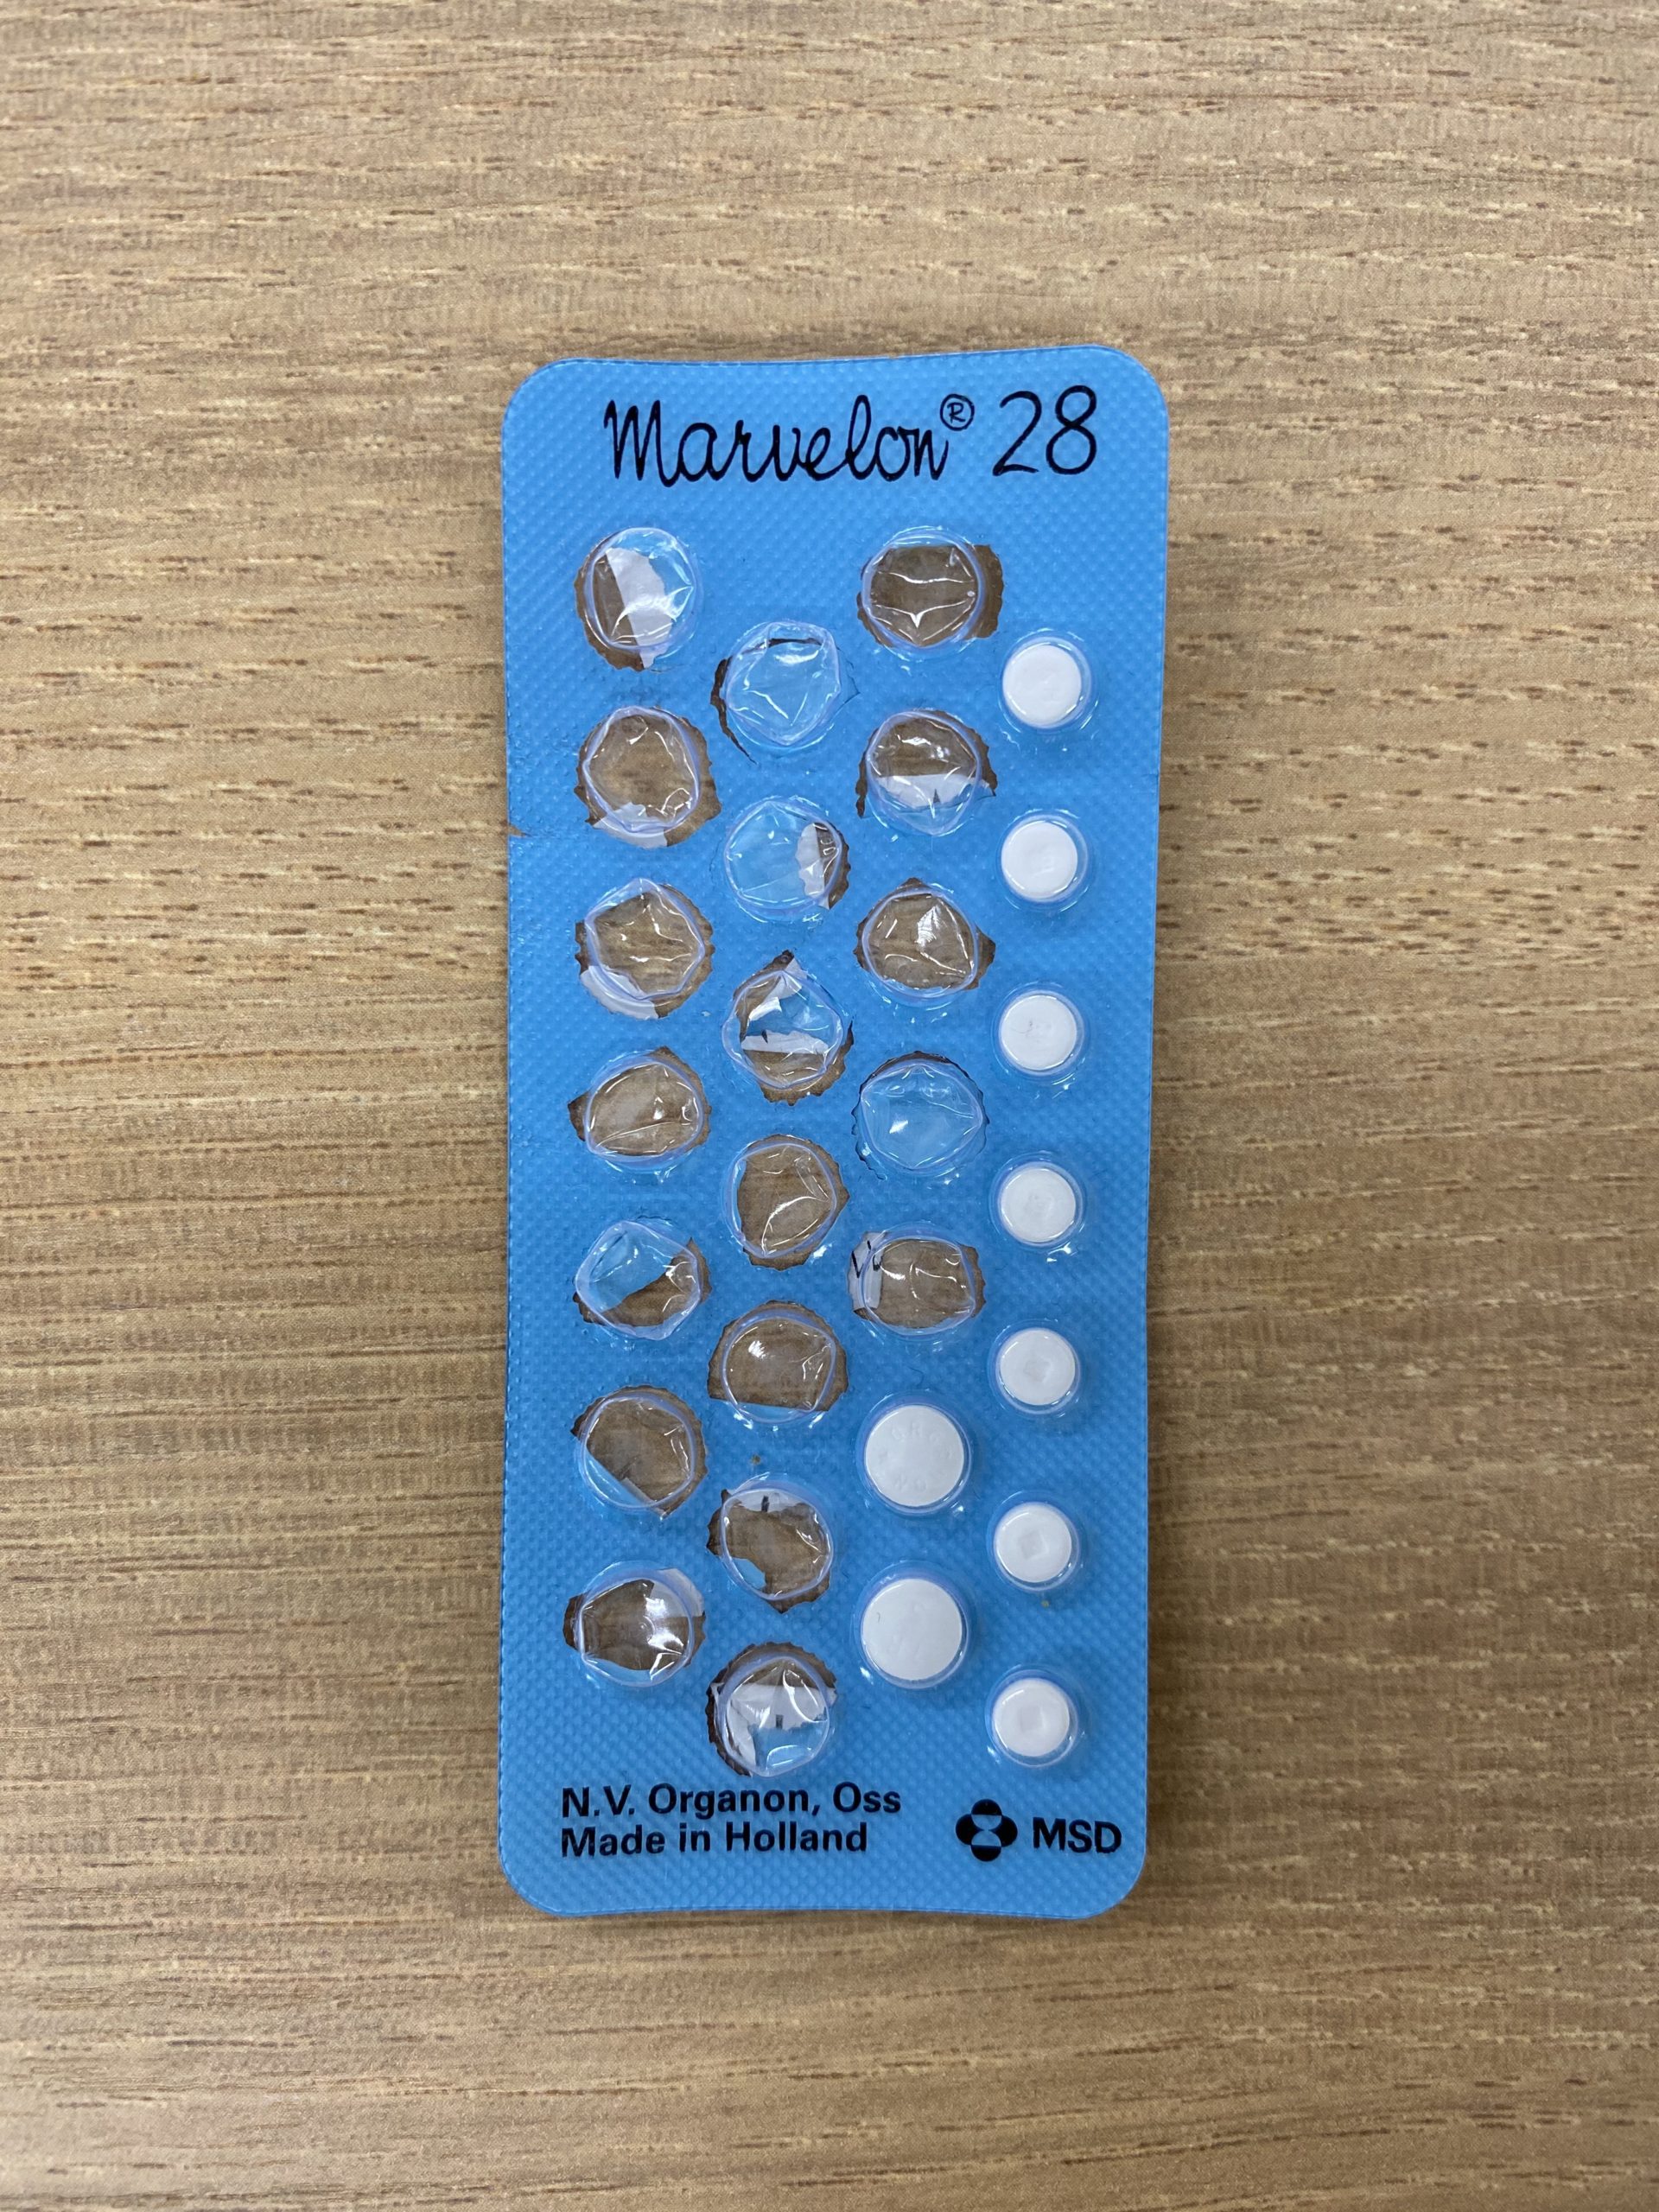 Marvelon® 28
N.V. Organon, Oss
Made in Holland
MSD